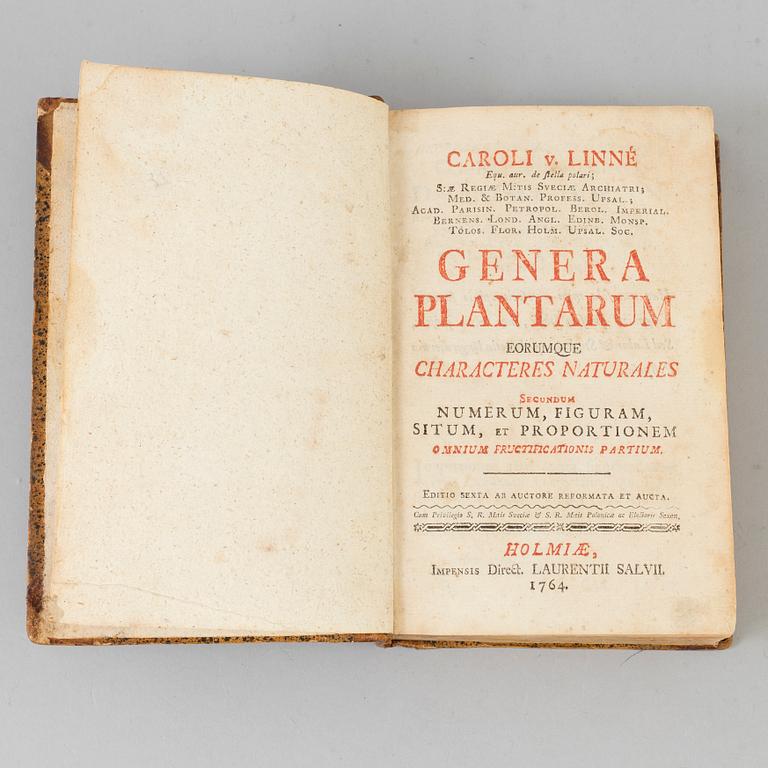 CAROLI v. LINNÉ
Equ. aur. de stella polari;
S:æ REGIÆ M:TIS SVECIÆ ARCHIATRI;
MED. & BOTAN. PROFESS. UPSAL.;
ACAD. PARISIN. PETROPOL. BEROL. IMPERIAL.
BERNENS. LOND. ANGL. EDINB. MONSP.
TOLOS. FLOR. HOLM. UPSAL. SOC.
GENERA
PLANTARUM
EORUMQUE
CHARACTERES NATURALES
SECUNDUM
NUMERUM, FIGURAM,
SITUM, ET PROPORTIONEM
OMNIUM FRUCTIFICATIONIS PARTIUM.
EDITIO SEXTA AB AUCTORE REFORMATA ET AUCTA.
Cum Privilegio S. R. Mais Sveciæ & S. R. Mais Polonicæ ac Electoris Saxon.
HOLMIÆ,
IMPENSIS Direct. LAURENTII SALVII.
1764.